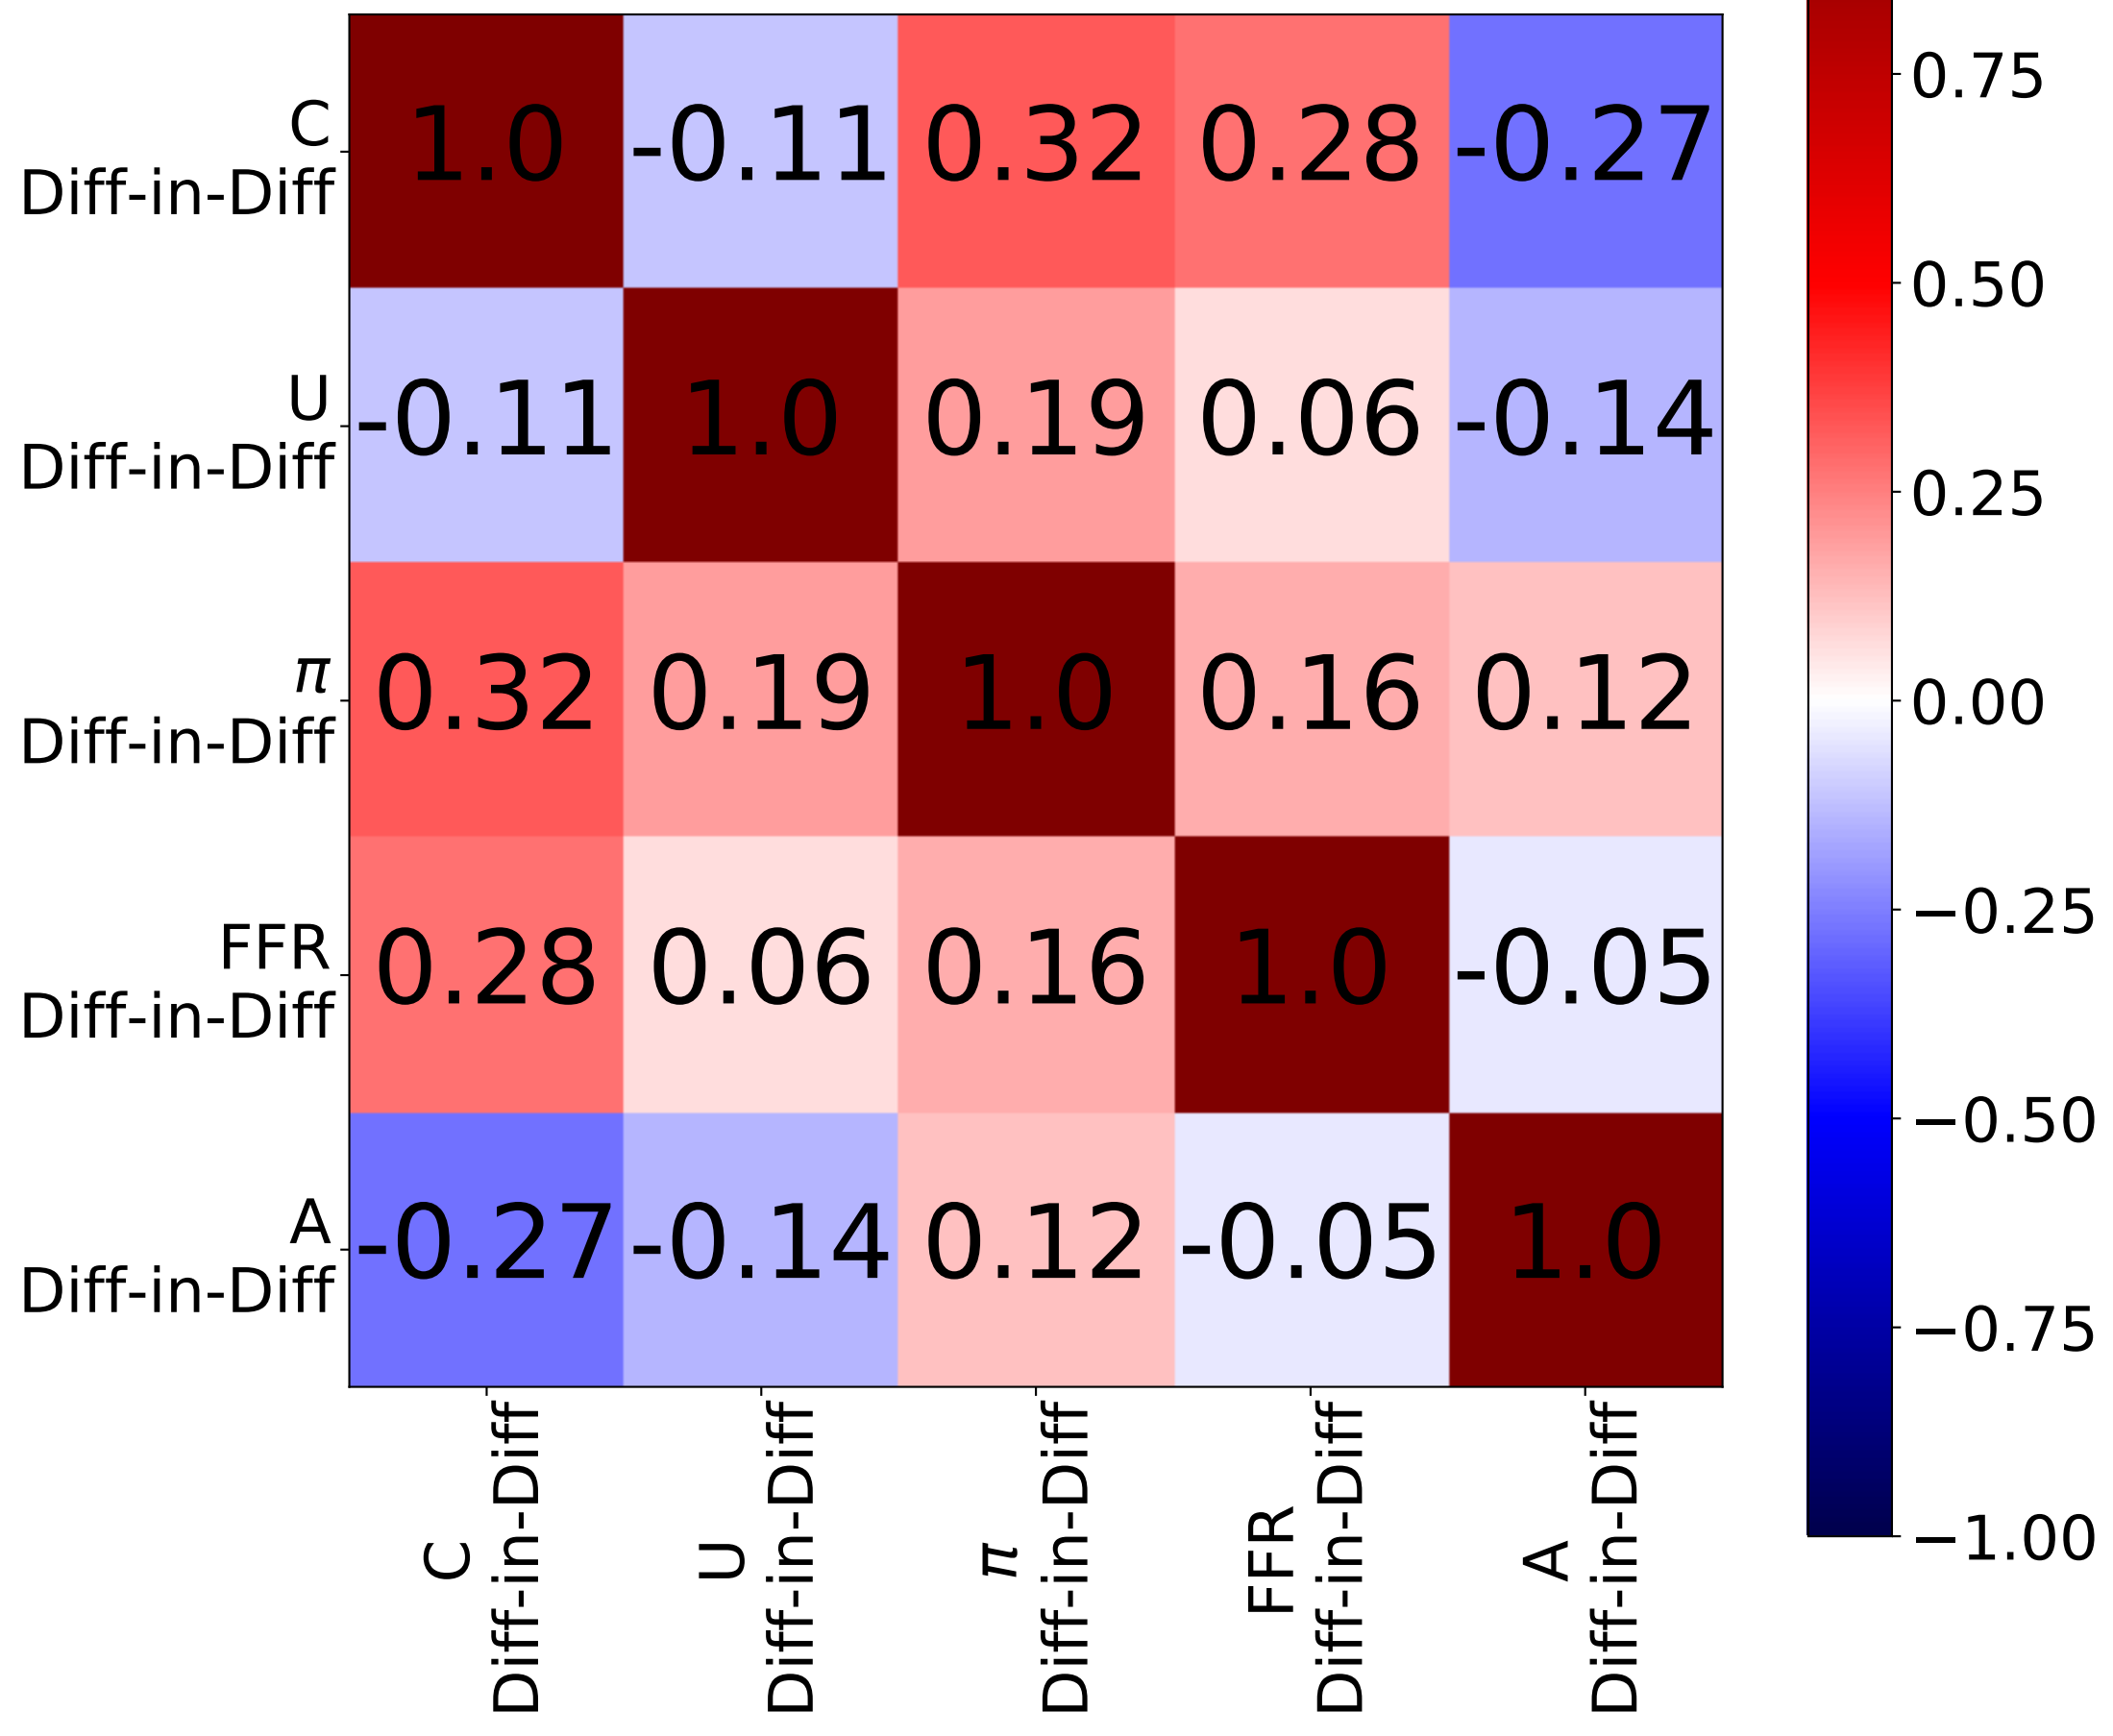 C
Diff-in-Diff
1.0 -0.11 0.32 0.28 -0.27
U
Diff-in-Diff
-0.11 1.0 0.19 0.06 -0.14
π
Diff-in-Diff
0.32 0.19 1.0 0.16 0.12
FFR
Diff-in-Diff
0.28 0.06 0.16 1.0 -0.05
A
Diff-in-Diff
-0.27 -0.14 0.12 -0.05 1.0
C
Diff-in-Diff
U
Diff-in-Diff
π
Diff-in-Diff
FFR
Diff-in-Diff
A
Diff-in-Diff
0.75
0.50
0.25
0.00
−0.25
−0.50
−0.75
−1.00